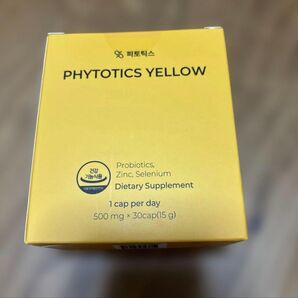 피토틱스
PHYTOTICS YELLOW
건강
기능식품
Probiotics,
Zinc, Selenium
Dietary Supplement
1 cap per day
500 mg × 30cap(15 g)